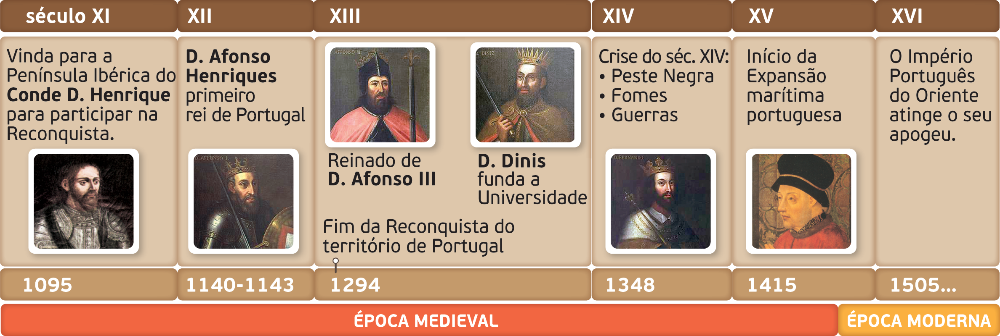 século XI
XII
XIII
XIV
XV
XVI
Vinda para a
Península Ibérica do
Conde D. Henrique
para participar na
Reconquista.
D. Afonso
Henriques
primeiro
rei de Portugal
D. AFFONSO I.
D AFFONSO III.
Reinado de
D. Afonso III
D. DINIZ
D. Dinis
funda a
Universidade
Fim da Reconquista do
território de Portugal
Crise do séc. XIV:
• Peste Negra
• Fomes
• Guerras
D. FERNANDO
Início da
Expansão
marítima
portuguesa
O Império
Português
do Oriente
atinge o seu
apogeu.
1095
1140-1143
1294
1348
1415
1505...
ÉPOCA MEDIEVAL
ÉPOCA MODERNA